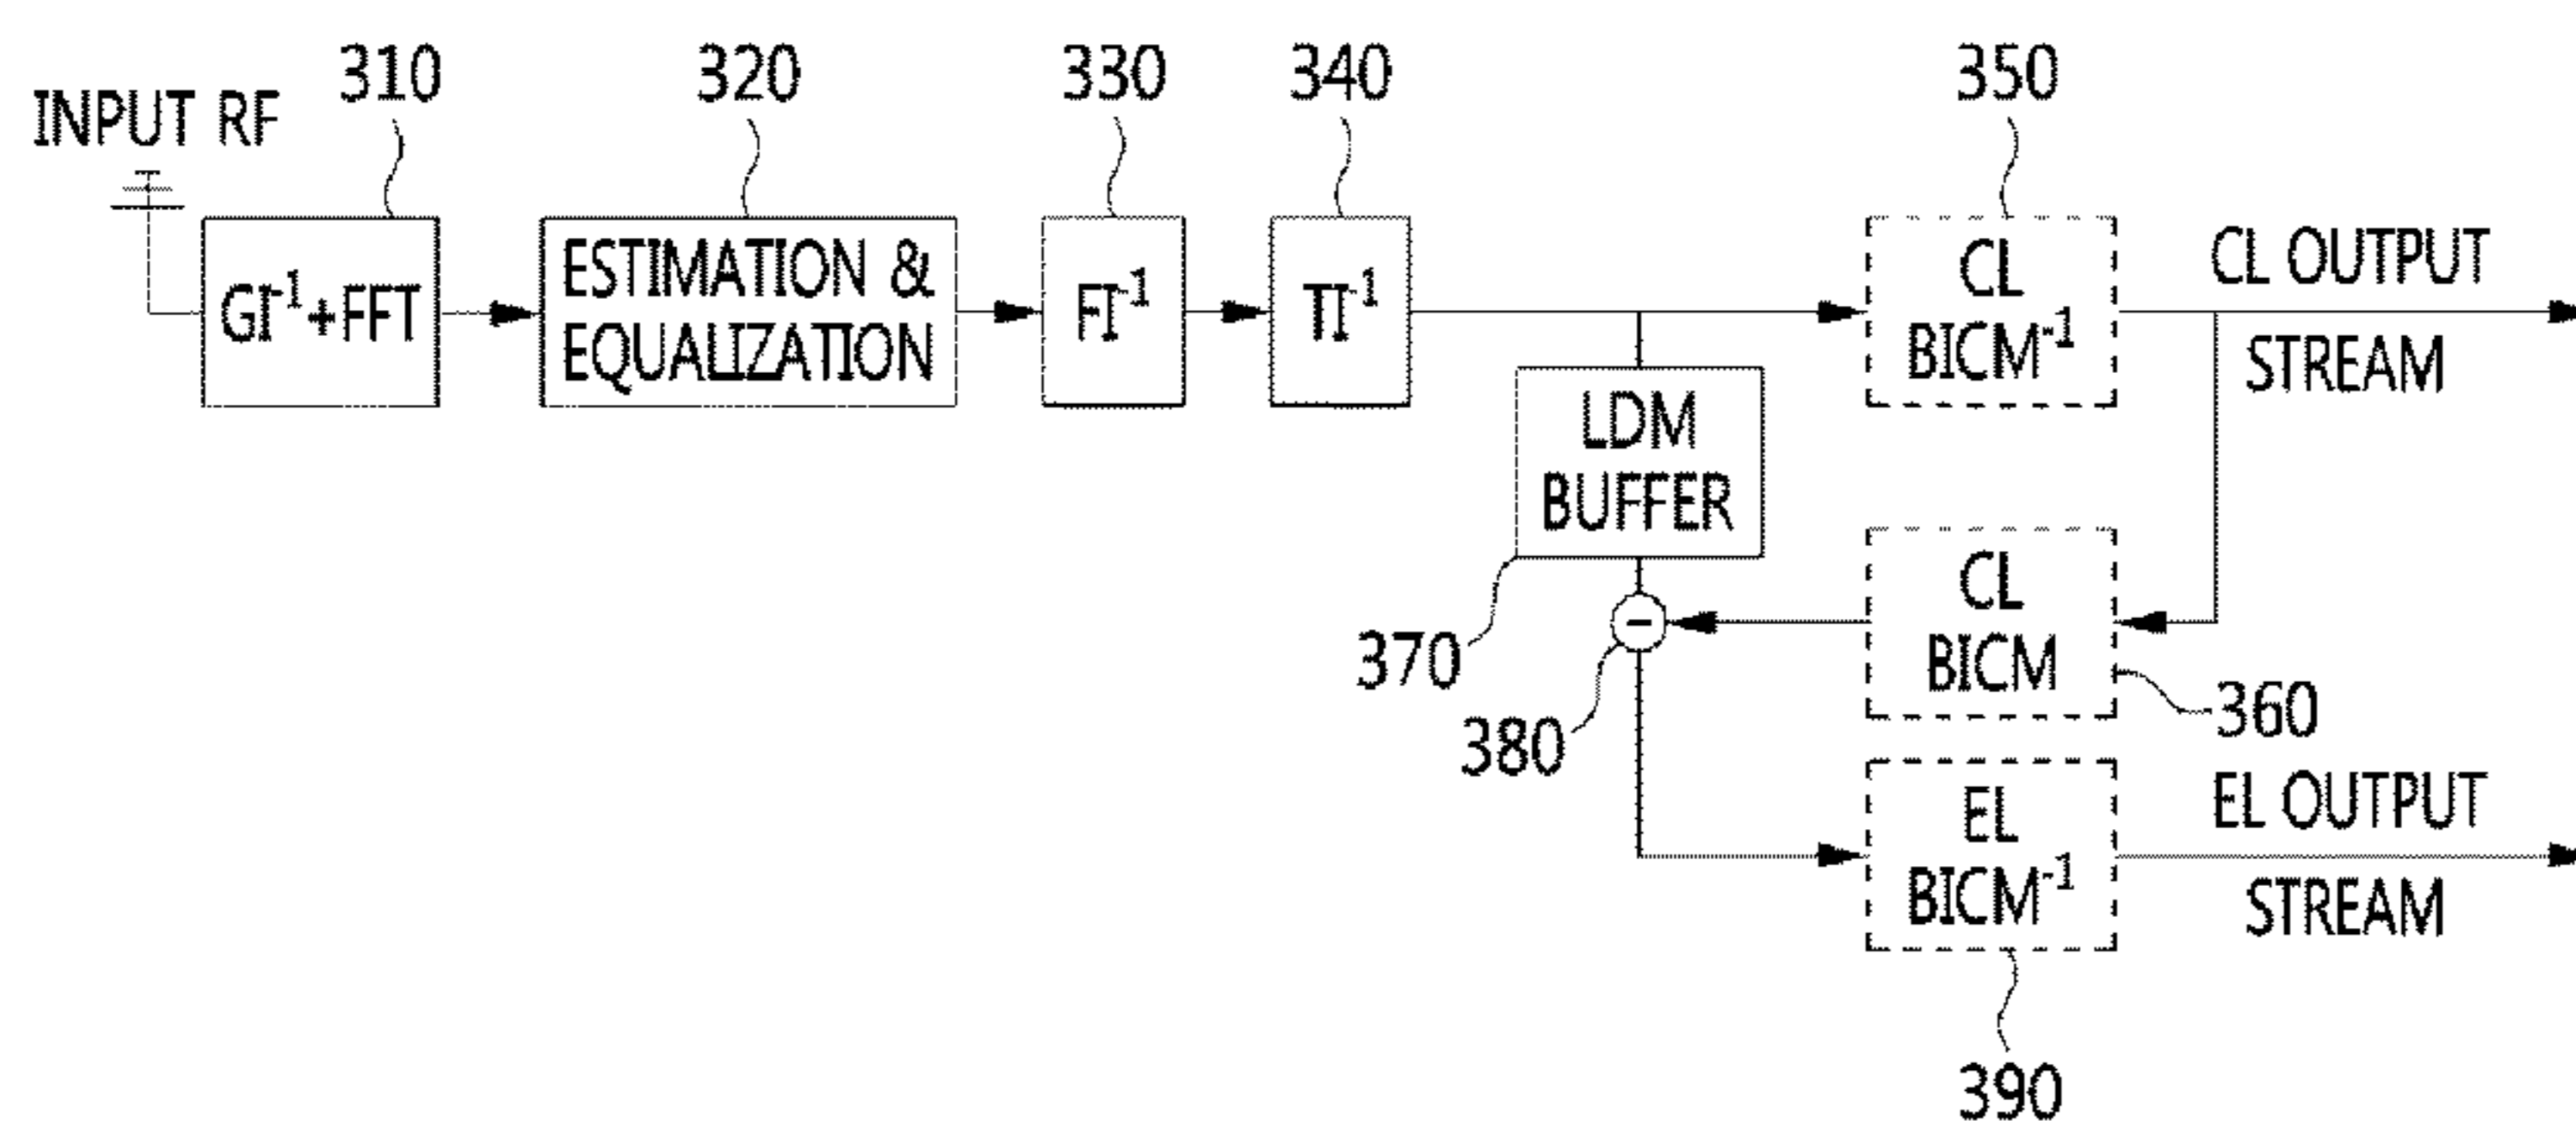 310
320
330
340
350
INPUT RF
GI⁻¹+FFT
ESTIMATION &
EQUALIZATION
FI⁻¹
TI⁻¹
CL
BICM⁻¹
CL OUTPUT
STREAM
LDM
BUFFER
370
380
CL
BICM
360
EL
BICM⁻¹
EL OUTPUT
STREAM
390
-